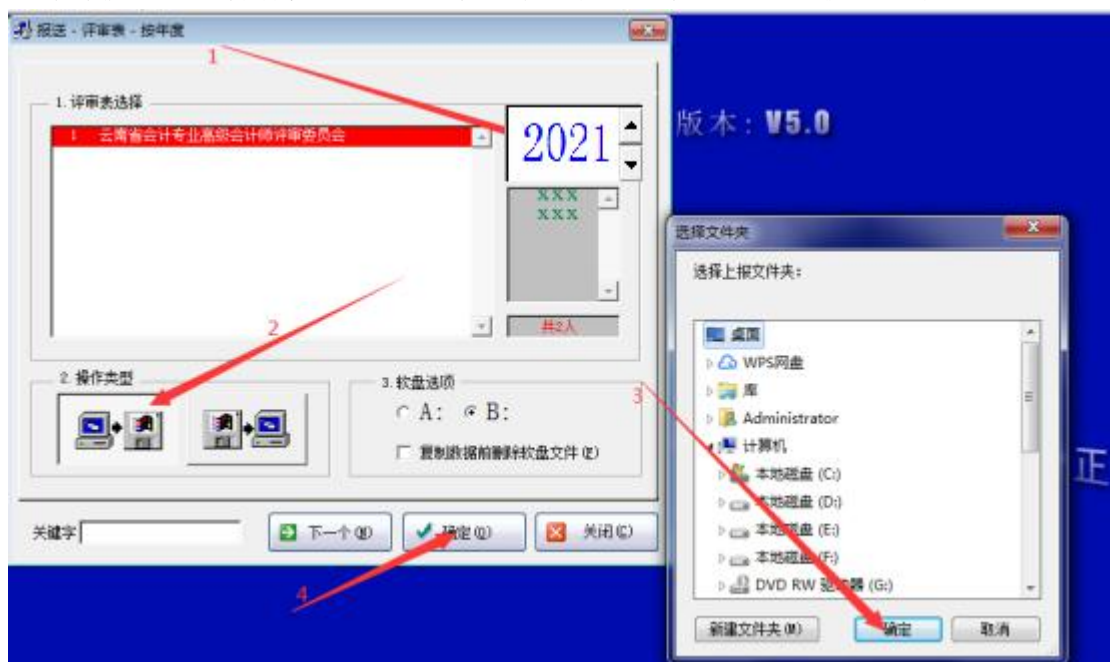 报送 - 评审表 - 按年度
1
1.评审表选择
1 云南省会计专业高级会计师评审委员会
2021
XXX
XXX
共2人
2
2.操作类型
3.软盘选项
A: B:
复制数据前删除软盘文件(E)
关键字
下一个(N)
确定(O)
关闭(C)
4
版本：V5.0
正
选择文件夹
选择上报文件夹：
桌面
WPS网盘
库
Administrator
计算机
本地磁盘 (C:)
本地磁盘 (D:)
本地磁盘 (E:)
本地磁盘 (F:)
DVD RW 驱动器 (G:)
3
新建文件夹(M)
确定
取消